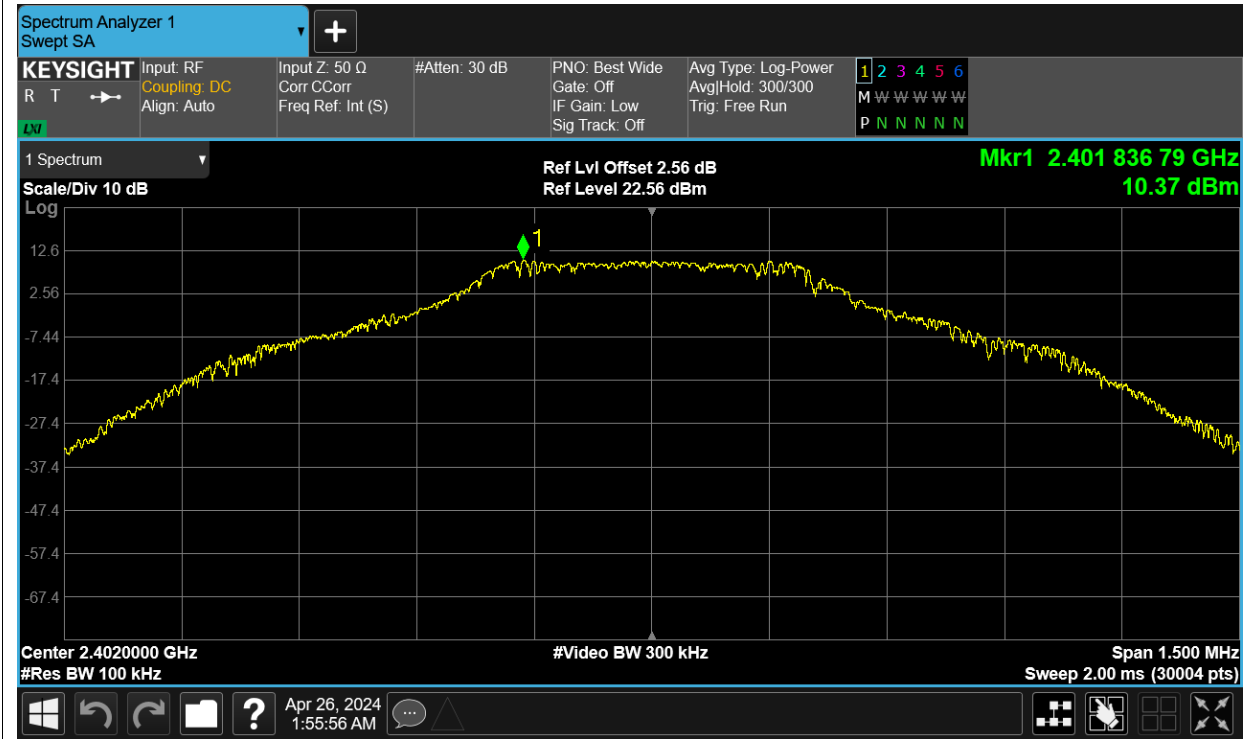 Spectrum Analyzer 1
Swept SA
KEYSIGHT
R T
LXI
Input: RF
Coupling: DC
Align: Auto
Input Z: 50 Ω
Corr CCorr
Freq Ref: Int (S)
#Atten: 30 dB
PNO: Best Wide
Gate: Off
IF Gain: Low
Sig Track: Off
Avg Type: Log-Power
Avg|Hold: 300/300
Trig: Free Run
1 2 3 4 5 6
M W W W W W
P N N N N N
1 Spectrum
Scale/Div 10 dB
Log
Ref Lvl Offset 2.56 dB
Ref Level 22.56 dBm
Mkr1 2.401 836 79 GHz
10.37 dBm
1
12.6
2.56
-7.44
-17.4
-27.4
-37.4
-47.4
-57.4
-67.4
Center 2.4020000 GHz
#Video BW 300 kHz
Span 1.500 MHz
#Res BW 100 kHz
Sweep 2.00 ms (30004 pts)
?
Apr 26, 2024
1:55:56 AM